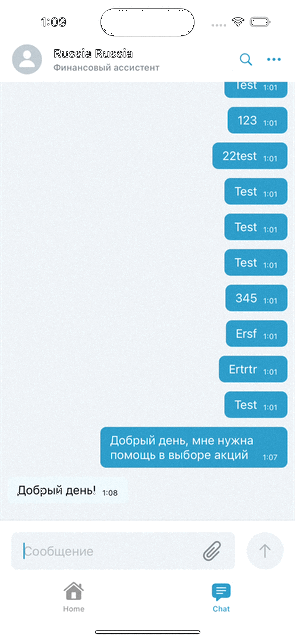 1:09
Russia Russia
Финансовый ассистент
Test 1:01
123 1:01
22test 1:01
Test 1:01
Test 1:01
Test 1:01
345 1:01
Ersf 1:01
Ertrtr 1:01
Test 1:01
Добрый день, мне нужна
помощь в выборе акций 1:07
Добрый день! 1:08
Сообщение
Home
Chat